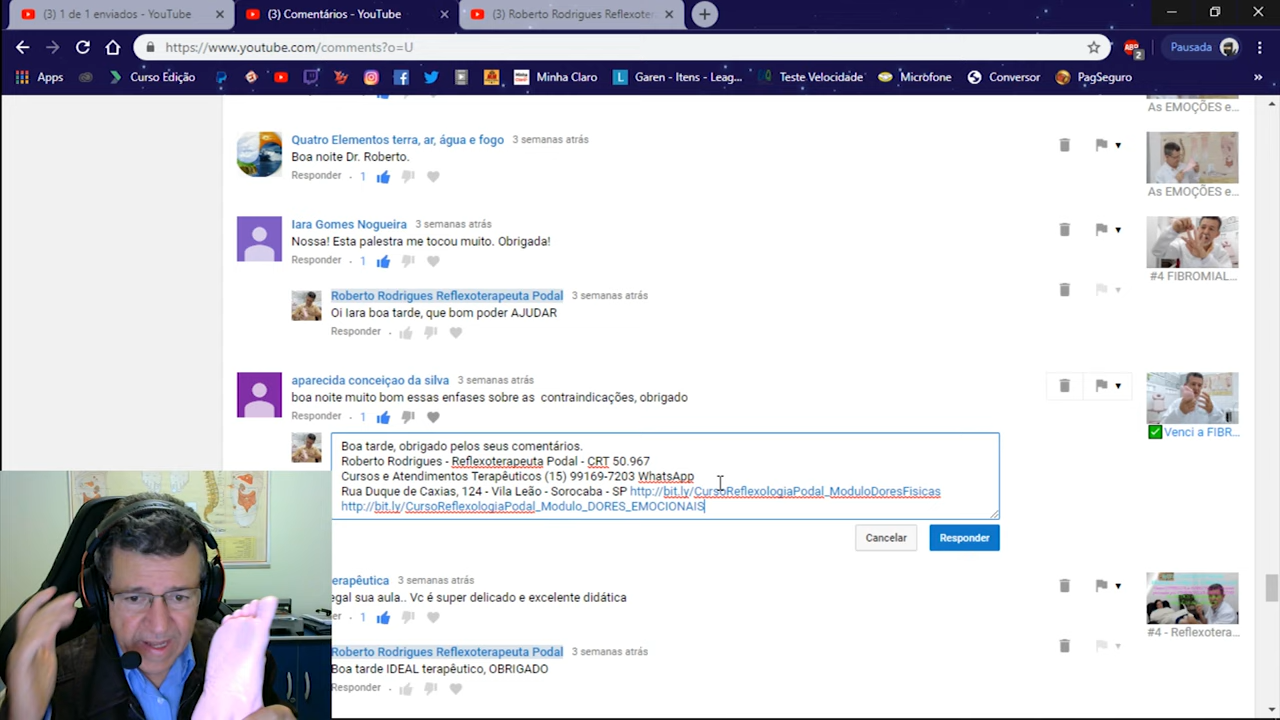 (3) 1 de 1 enviados - YouTube
(3) Comentários - YouTube
(3) Roberto Rodrigues Reflexoter
https://www.youtube.com/comments?o=U
ABP
2
Pausada
Apps
Curso Edição
Minha Claro
Garen - Itens - Leag...
Teste Velocidade
Micrbfone
Conversor
PagSeguro
»
As EMOÇÕES e...
Quatro Elementos terra, ar, água e fogo 3 semanas atrás
Boa noite Dr. Roberto.
Responder · 1
As EMOÇÕES e...
Iara Gomes Nogueira 3 semanas atrás
Nossa! Esta palestra me tocou muito. Obrigada!
Responder · 1
#4 FIBROMIAL...
Roberto Rodrigues Reflexoterapeuta Podal 3 semanas atrás
Oi Iara boa tarde, que bom poder AJUDAR
Responder ·
aparecida conceiçao da silva 3 semanas atrás
boa noite muito bom essas enfases sobre as contraindicações, obrigado
Responder · 1
Venci a FIBR...
Boa tarde, obrigado pelos seus comentários.
Roberto Rodrigues - Reflexoterapeuta Podal - CRT 50.967
Cursos e Atendimentos Terapêuticos (15) 99169-7203 WhatsApp
Rua Duque de Caxias, 124 - Vila Leão - Sorocaba - SP http://bit.ly/CursoReflexologiaPodal_ModuloDoresFisicas
http://bit.ly/CursoReflexologiaPodal_Modulo_DORES_EMOCIONAIS
Cancelar
Responder
erapêutica 3 semanas atrás
egal sua aula.. Vc é super delicado e excelente didática
er · 1
#4 - Reflexotera...
Roberto Rodrigues Reflexoterapeuta Podal 3 semanas atrás
Boa tarde IDEAL terapêutico, OBRIGADO
Responder ·